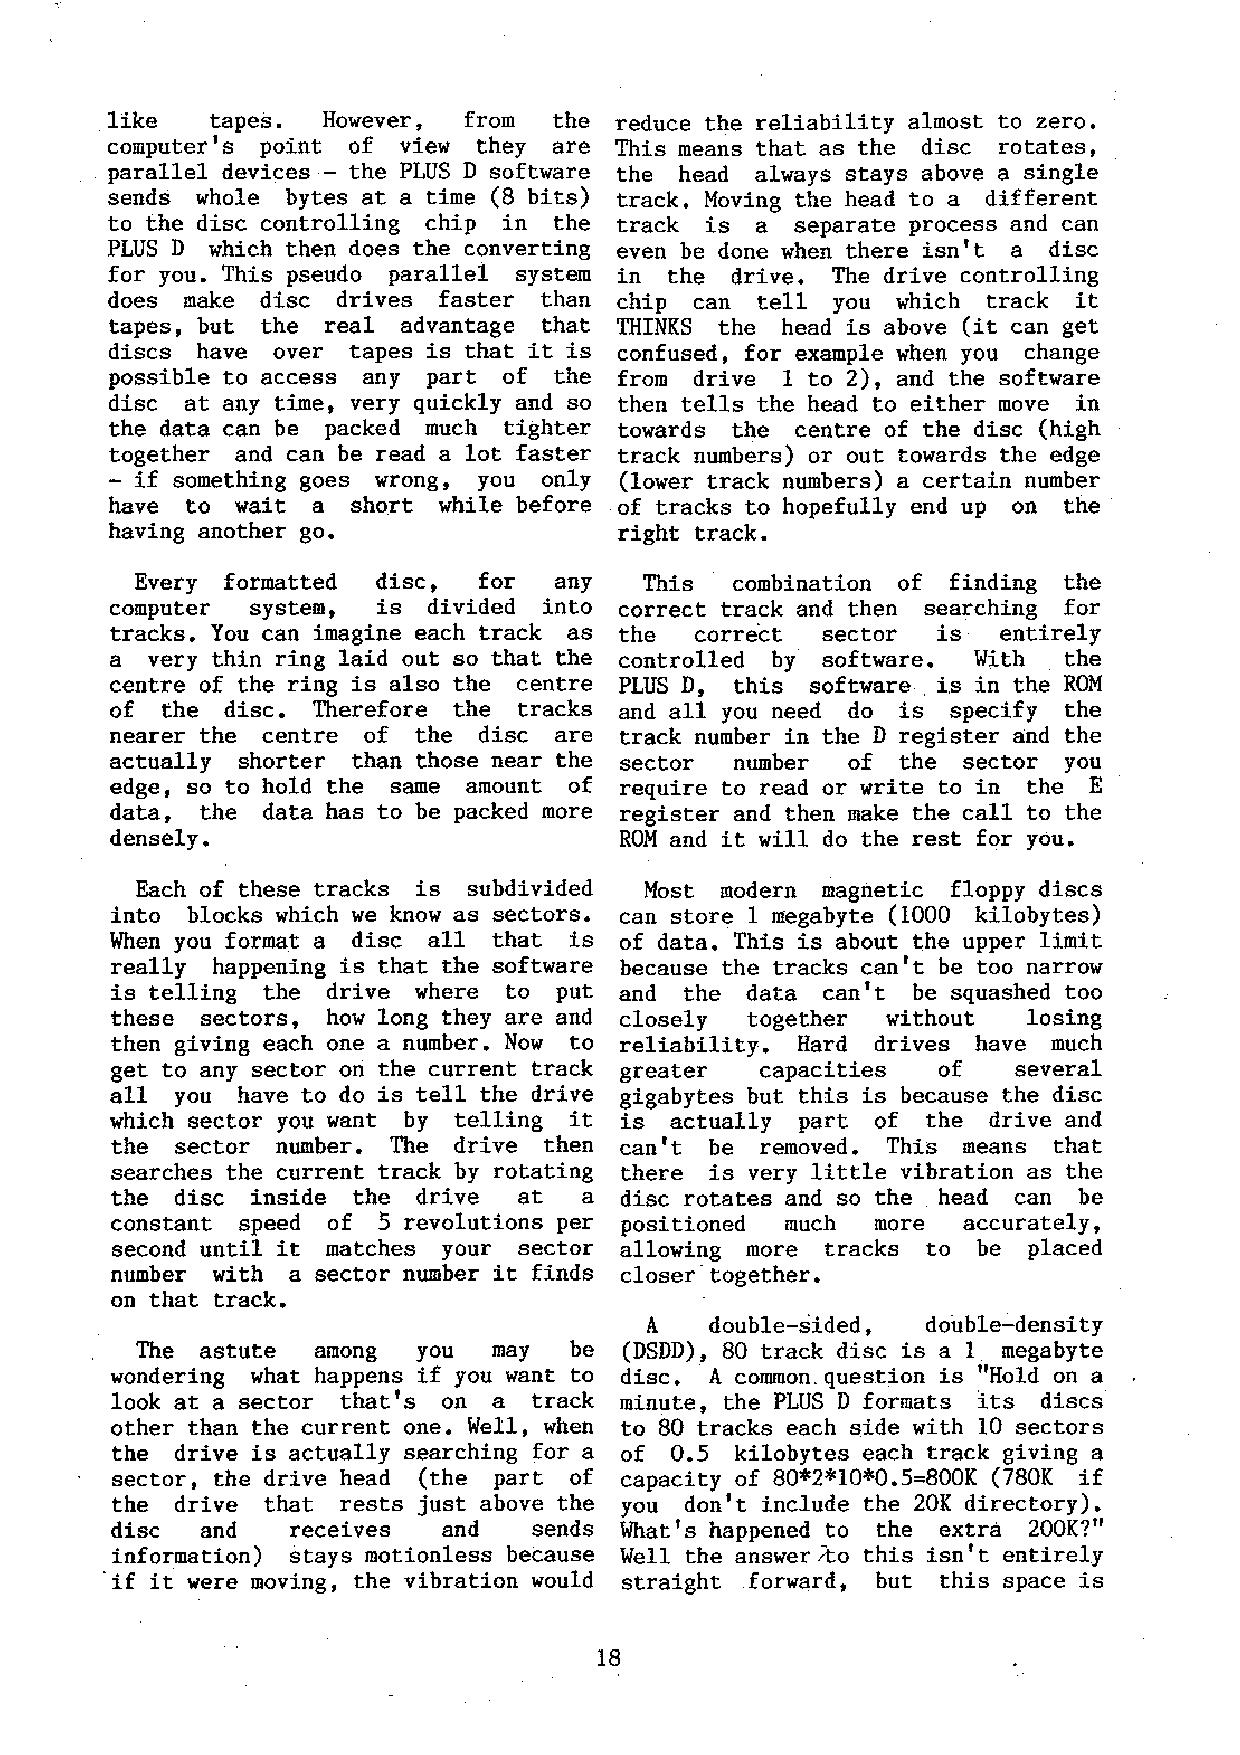 like tapes. However, from the
computer's point of view they are
parallel devices - the PLUS D software
sends whole bytes at a time (8 bits)
to the disc controlling chip in the
PLUS D which then does the converting
for you. This pseudo parallel system
does make disc drives faster than
tapes, but the real advantage that
discs have over tapes is that it is
possible to access any part of the
disc at any time, very quickly and so
the data can be packed much tighter
together and can be read a lot faster
- if something goes wrong, you only
have to wait a short while before
having another go.
Every formatted disc, for any
computer system, is divided into
tracks. You can imagine each track as
a very thin ring laid out so that the
centre of the ring is also the centre
of the disc. Therefore the tracks
nearer the centre of the disc are
actually shorter than those near the
edge, so to hold the same amount of
data, the data has to be packed more
densely.
Each of these tracks is subdivided
into blocks which we know as sectors.
When you format a disc all that is
really happening is that the software
is telling the drive where to put
these sectors, how long they are and
then giving each one a number. Now to
get to any sector on the current track
all you have to do is tell the drive
which sector you want by telling it
the sector number. The drive then
searches the current track by rotating
the disc inside the drive at a
constant speed of 5 revolutions per
second until it matches your sector
number with a sector number it finds
on that track.
The astute among you may be
wondering what happens if you want to
look at a sector that's on a track
other than the current one. Well, when
the drive is actually searching for a
sector, the drive head (the part of
the drive that rests just above the
disc and receives and sends
information) stays motionless because
if it were moving, the vibration would
reduce the reliability almost to zero.
This means that as the disc rotates,
the head always stays above a single
track. Moving the head to a different
track is a separate process and can
even be done when there isn't a disc
in the drive. The drive controlling
chip can tell you which track it
THINKS the head is above (it can get
confused, for example when you change
from drive 1 to 2), and the software
then tells the head to either move in
towards the centre of the disc (high
track numbers) or out towards the edge
(lower track numbers) a certain number
of tracks to hopefully end up on the
right track.
This combination of finding the
correct track and then searching for
the correct sector is entirely
controlled by software. With the
PLUS D, this software is in the ROM
and all you need do is specify the
track number in the D register and the
sector number of the sector you
require to read or write to in the E
register and then make the call to the
ROM and it will do the rest for you.
Most modern magnetic floppy discs
can store 1 megabyte (1000 kilobytes)
of data. This is about the upper limit
because the tracks can't be too narrow
and the data can't be squashed too
closely together without losing
reliability. Hard drives have much
greater capacities of several
gigabytes but this is because the disc
is actually part of the drive and
can't be removed. This means that
there is very little vibration as the
disc rotates and so the head can be
positioned much more accurately,
allowing more tracks to be placed
closer together.
A double-sided, double-density
(DSDD), 80 track disc is a 1 megabyte
disc. A common question is "Hold on a
minute, the PLUS D formats its discs
to 80 tracks each side with 10 sectors
of 0.5 kilobytes each track giving a
capacity of 80*2*10*0.5=800K (780K if
you don't include the 20K directory).
What's happened to the extra 200K?"
Well the answer to this isn't entirely
straight forward, but this space is
18